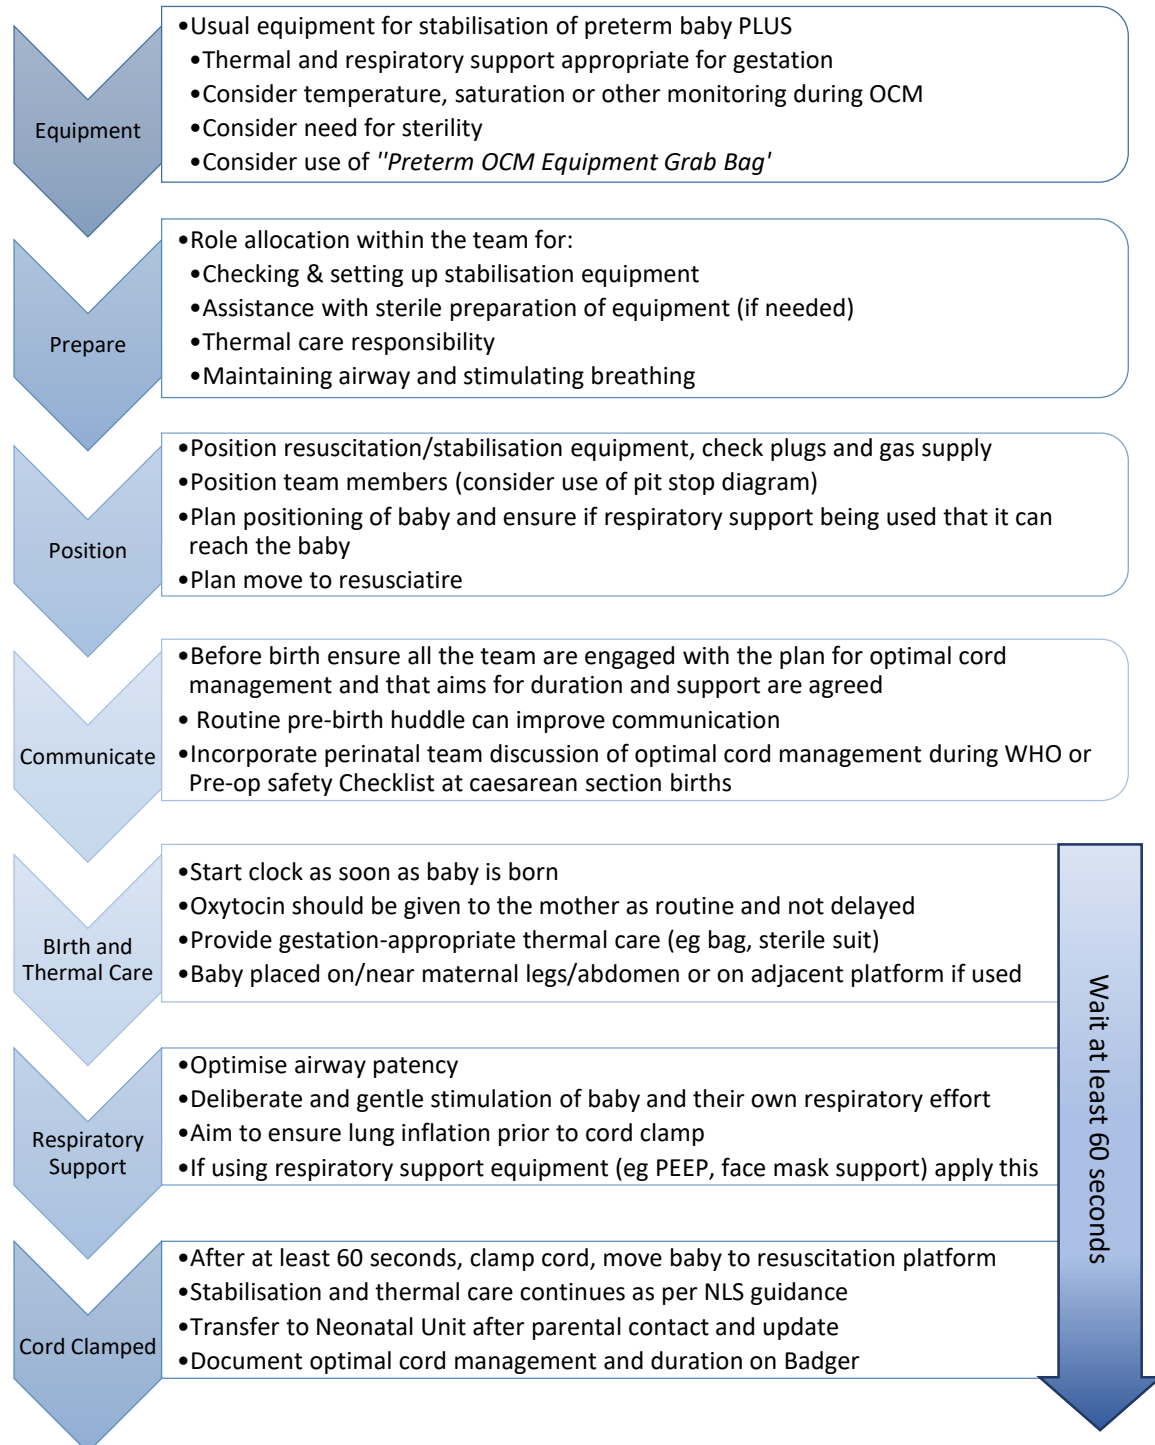 Equipment
•Usual equipment for stabilisation of preterm baby PLUS
•Thermal and respiratory support appropriate for gestation
•Consider temperature, saturation or other monitoring during OCM
•Consider need for sterility
•Consider use of ''Preterm OCM Equipment Grab Bag'
Prepare
•Role allocation within the team for:
•Checking & setting up stabilisation equipment
•Assistance with sterile preparation of equipment (if needed)
•Thermal care responsibility
•Maintaining airway and stimulating breathing
Position
•Position resuscitation/stabilisation equipment, check plugs and gas supply
•Position team members (consider use of pit stop diagram)
•Plan positioning of baby and ensure if respiratory support being used that it can
reach the baby
•Plan move to resusciatire
Communicate
•Before birth ensure all the team are engaged with the plan for optimal cord
management and that aims for duration and support are agreed
• Routine pre-birth huddle can improve communication
•Incorporate perinatal team discussion of optimal cord management during WHO or
Pre-op safety Checklist at caesarean section births
BIrth and
Thermal Care
•Start clock as soon as baby is born
•Oxytocin should be given to the mother as routine and not delayed
•Provide gestation-appropriate thermal care (eg bag, sterile suit)
•Baby placed on/near maternal legs/abdomen or on adjacent platform if used
Respiratory
Support
•Optimise airway patency
•Deliberate and gentle stimulation of baby and their own respiratory effort
•Aim to ensure lung inflation prior to cord clamp
•If using respiratory support equipment (eg PEEP, face mask support) apply this
Cord Clamped
•After at least 60 seconds, clamp cord, move baby to resuscitation platform
•Stabilisation and thermal care continues as per NLS guidance
•Transfer to Neonatal Unit after parental contact and update
•Document optimal cord management and duration on Badger
Wait at least 60 seconds